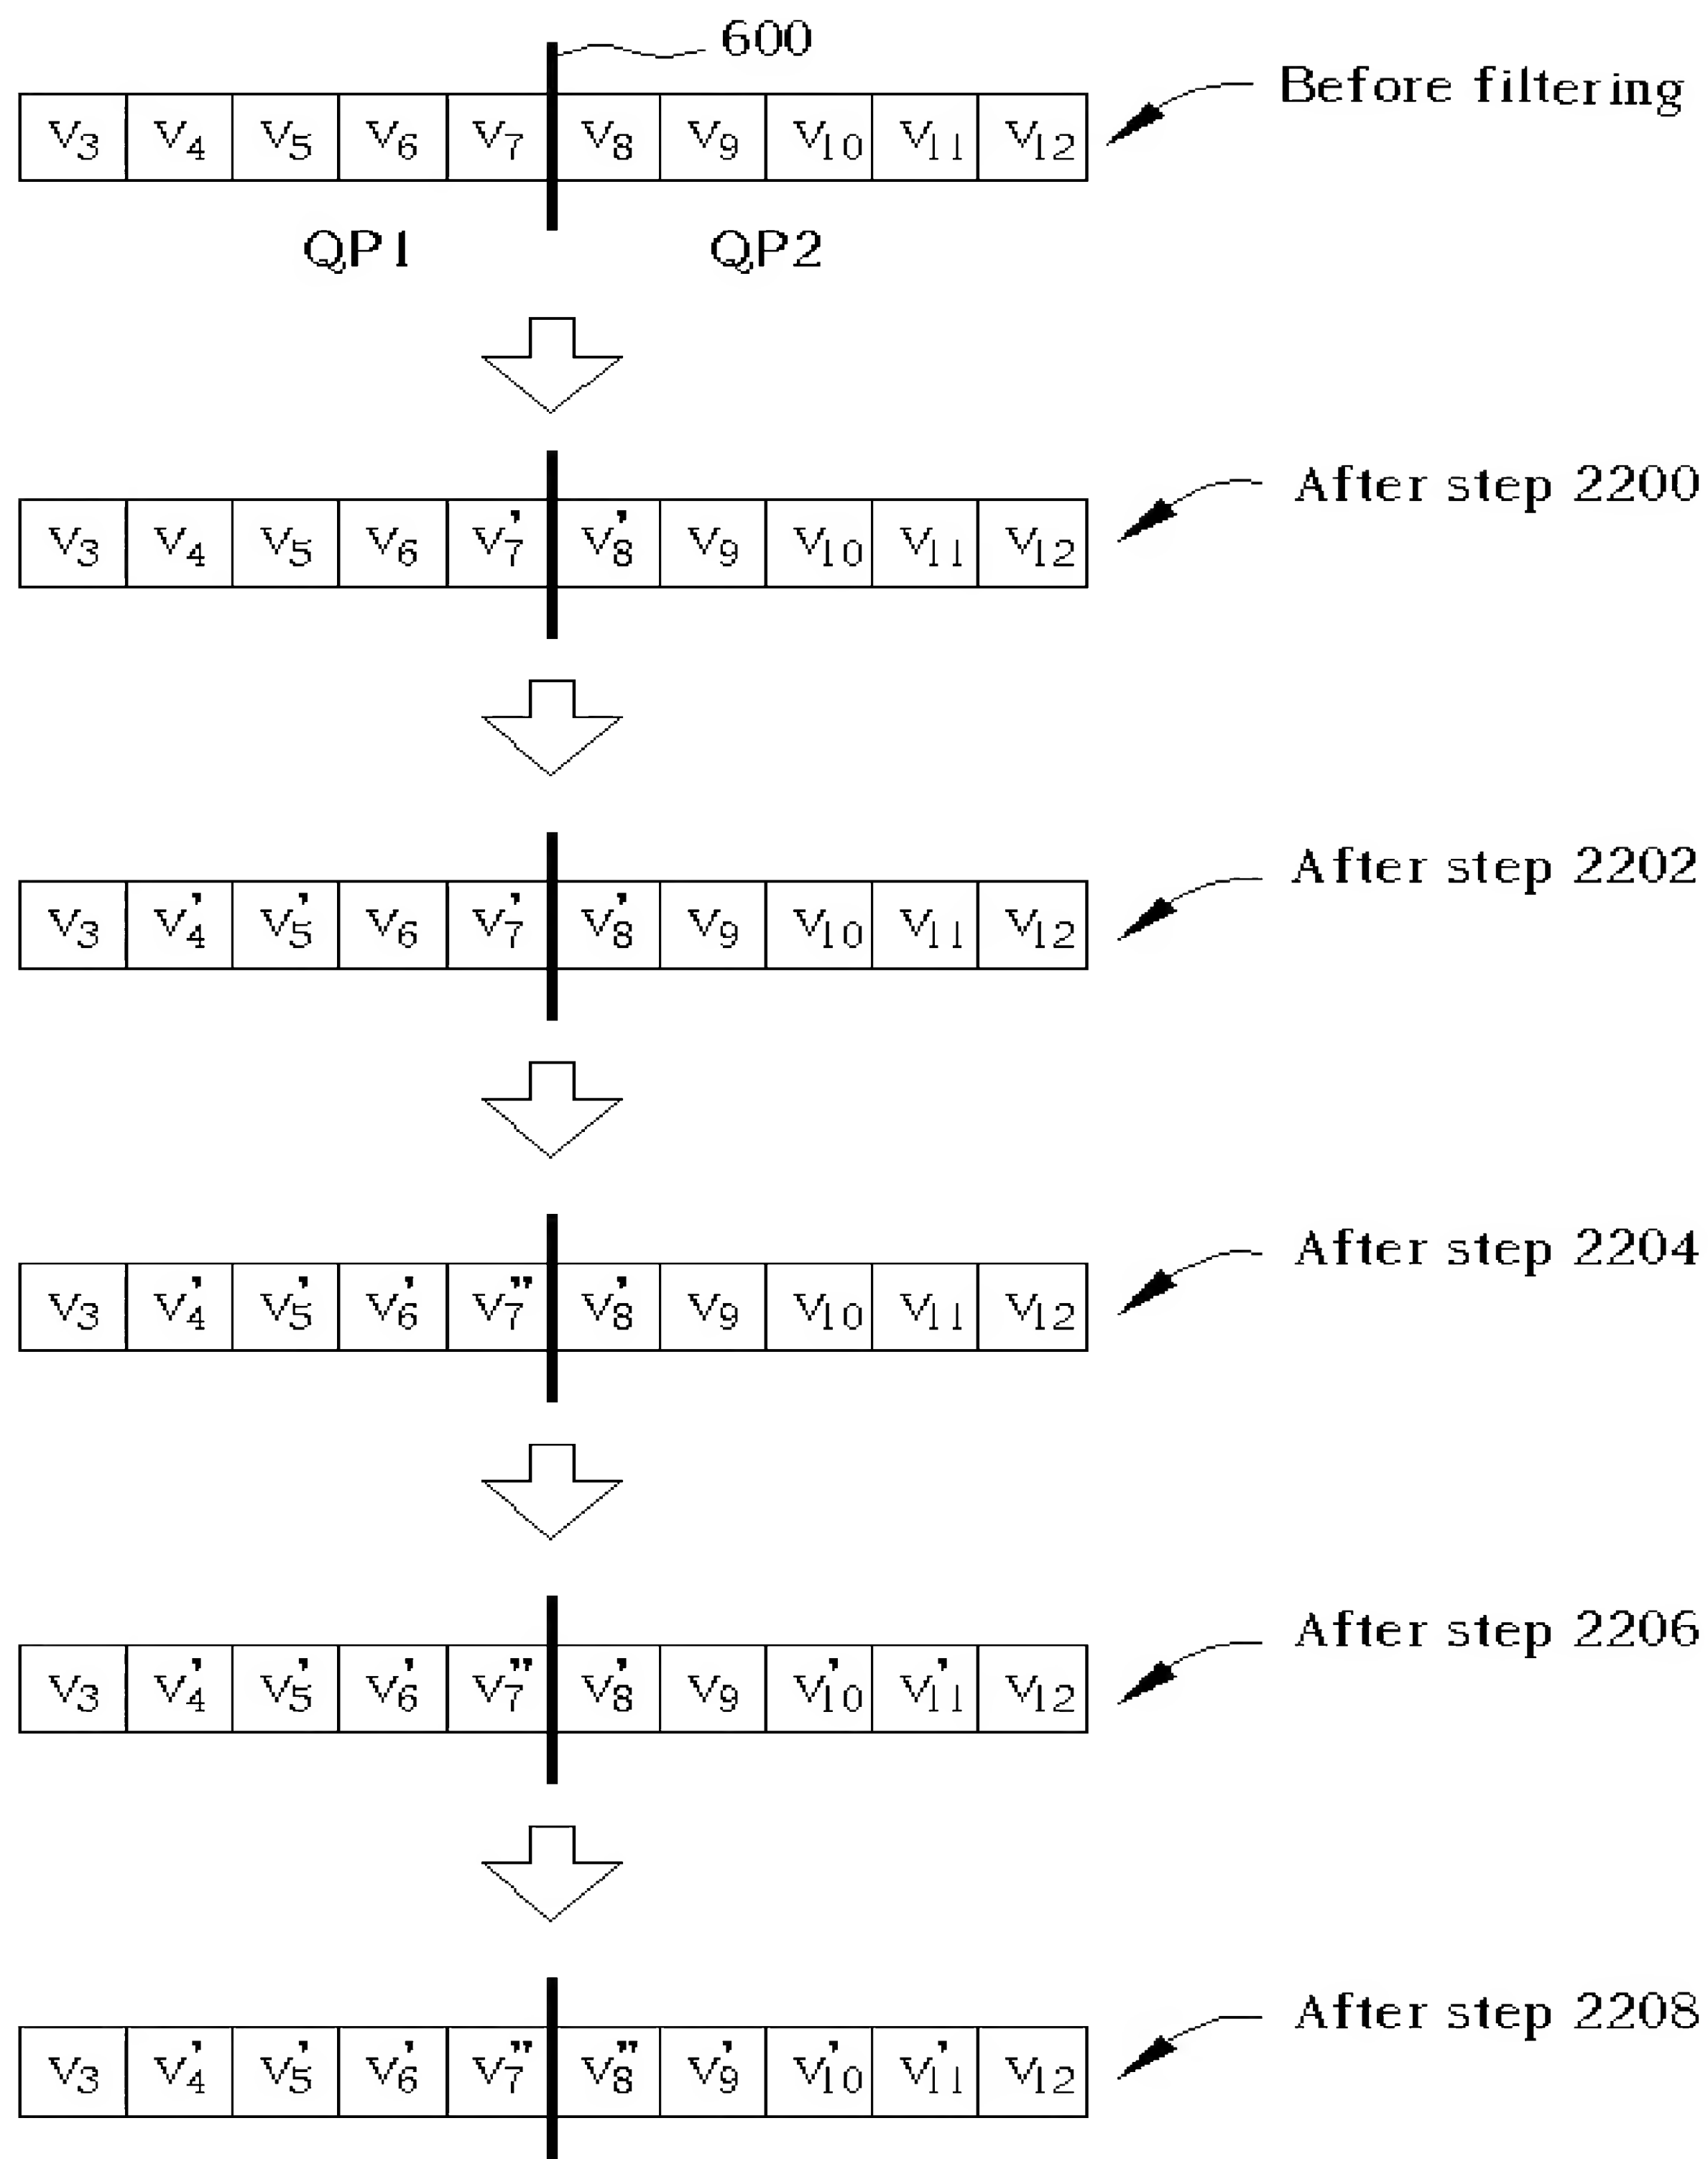 600
Before filtering
V3 V4 V5 V6 V7 V8 V9 V10 V11 V12
QP1 QP2
After step 2200
V3 V4 V5 V6 V7' V8' V9 V10 V11 V12
After step 2202
V3 V4' V5' V6 V7' V8' V9 V10 V11 V12
After step 2204
V3 V4' V5' V6' V7" V8' V9 V10 V11 V12
After step 2206
V3 V4' V5' V6' V7" V8' V9 V10' V11' V12
After step 2208
V3 V4' V5' V6' V7" V8" V9' V10' V11' V12